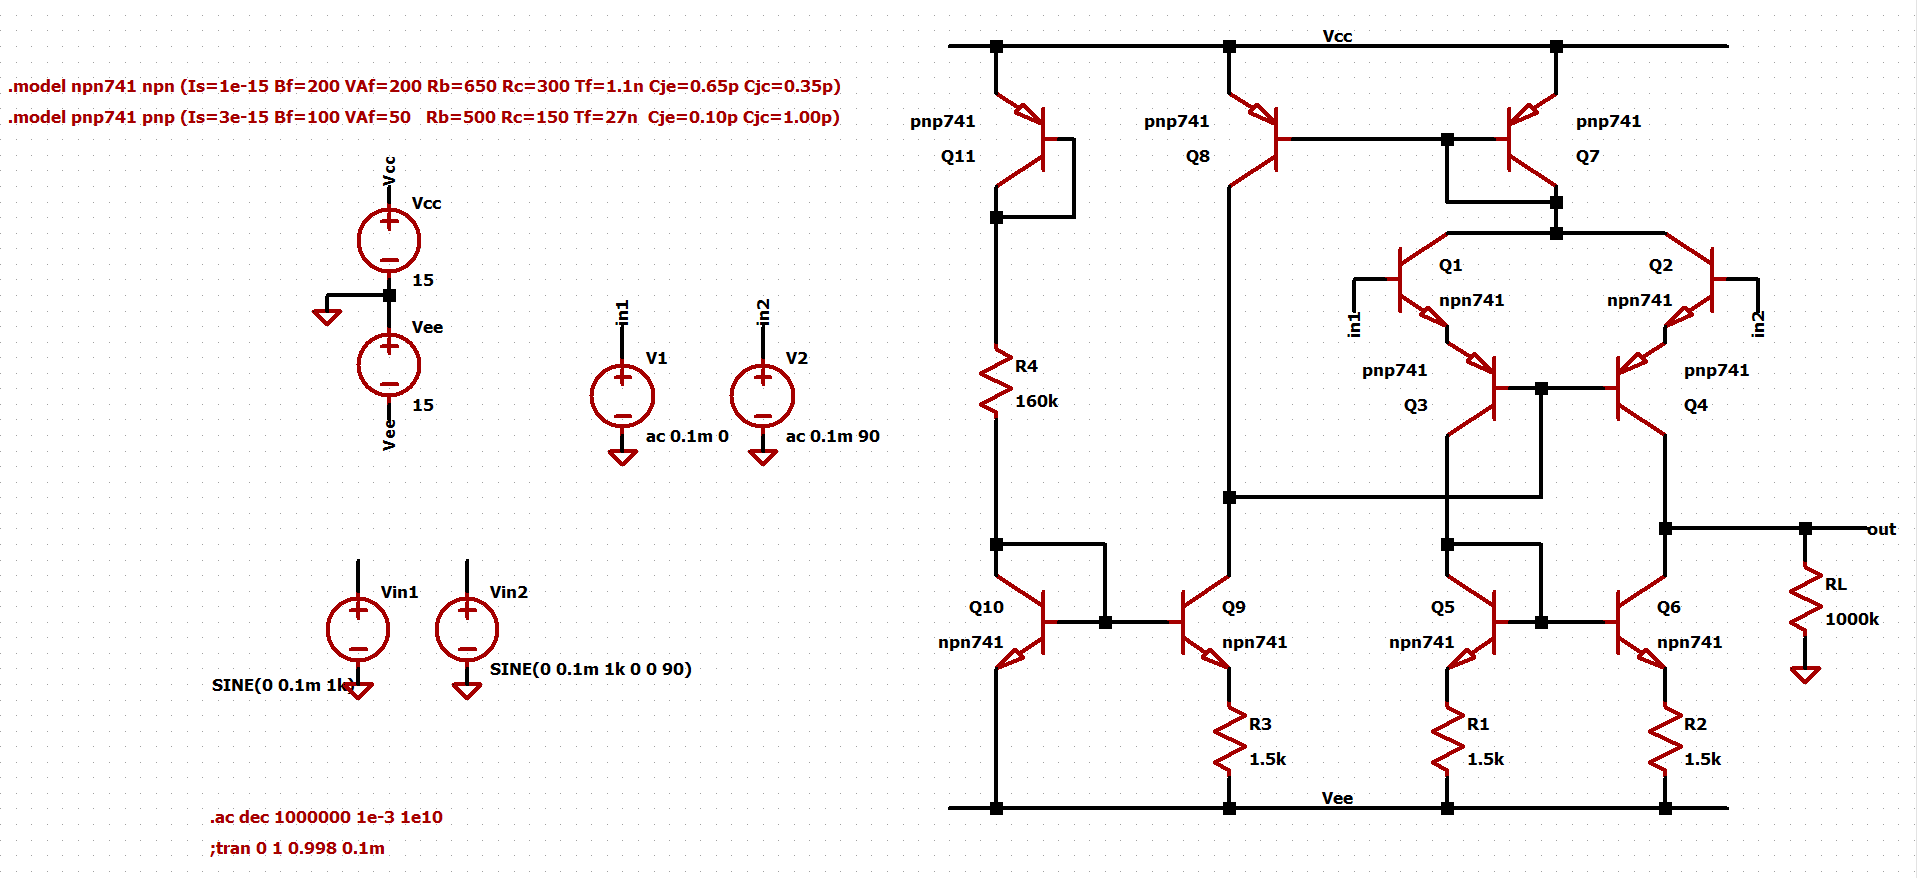 Vcc
.model npn741 npn (Is=1e-15 Bf=200 VAf=200 Rb=650 Rc=300 Tf=1.1n Cje=0.65p Cjc=0.35p)
.model pnp741 pnp (Is=3e-15 Bf=100 VAf=50 Rb=500 Rc=150 Tf=27n Cje=0.10p Cjc=1.00p)
pnp741
Q11
pnp741
Q8
pnp741
Q7
Vcc
Vcc
15
Vee
15
Vee
in1
V1
ac 0.1m 0
in2
V2
ac 0.1m 90
R4
160k
Q1
npn741
in1
Q2
npn741
in2
pnp741
Q3
pnp741
Q4
out
RL
1000k
Q10
npn741
Q9
npn741
Q5
npn741
Q6
npn741
R3
1.5k
R1
1.5k
R2
1.5k
Vee
Vin1
SINE(0 0.1m 1k)
Vin2
SINE(0 0.1m 1k 0 0 90)
.ac dec 1000000 1e-3 1e10
;tran 0 1 0.998 0.1m